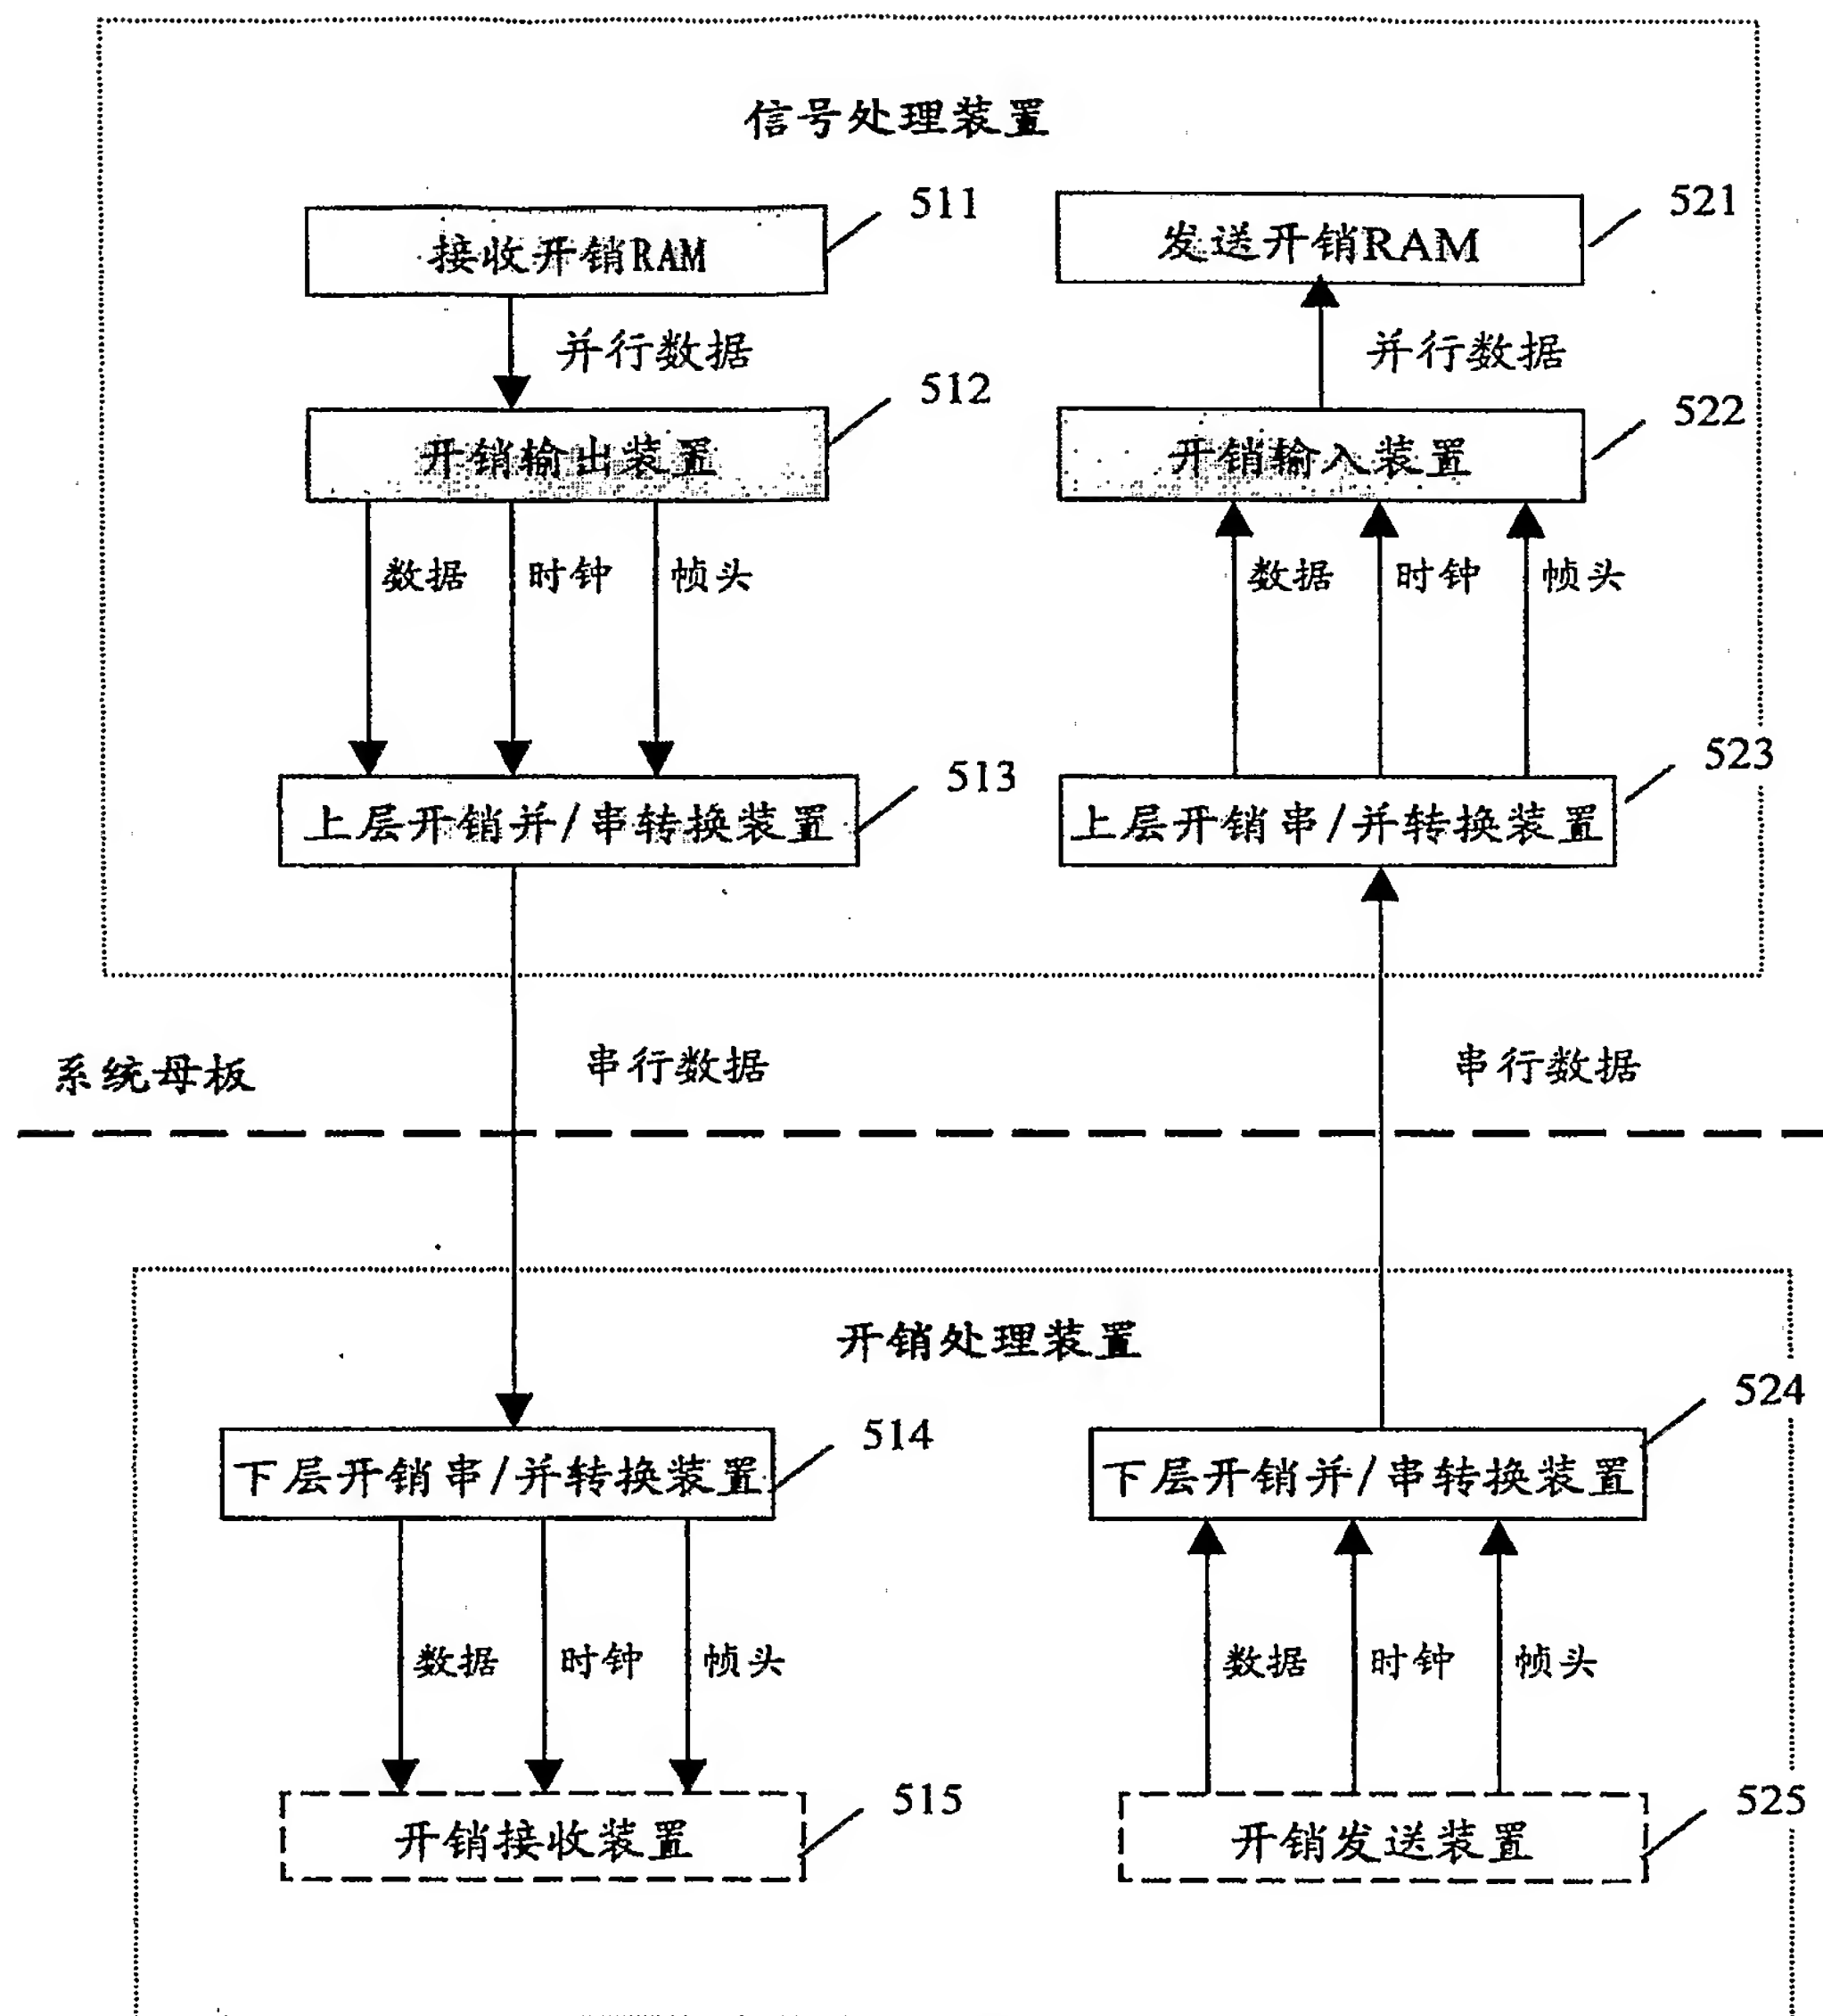 信号处理装置
511
521
接收开销RAM
发送开销RAM
并行数据
并行数据
512
522
开销输出装置
开销输入装置
数据
时钟
帧头
数据
时钟
帧头
513
523
上层开销并/串转换装置
上层开销串/并转换装置
系统母板
串行数据
串行数据
开销处理装置
514
524
下层开销串/并转换装置
下层开销并/串转换装置
数据
时钟
帧头
数据
时钟
帧头
515
525
开销接收装置
开销发送装置